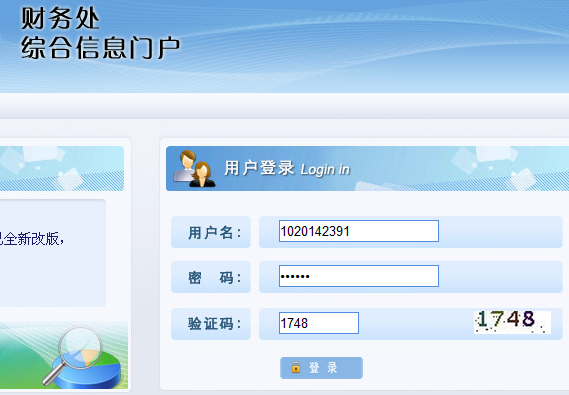 财务处
综合信息门户
用户登录 Login in
全新改版，
用户名： 1020142391
密 码： ••••••
验证码： 1748 1748
登 录